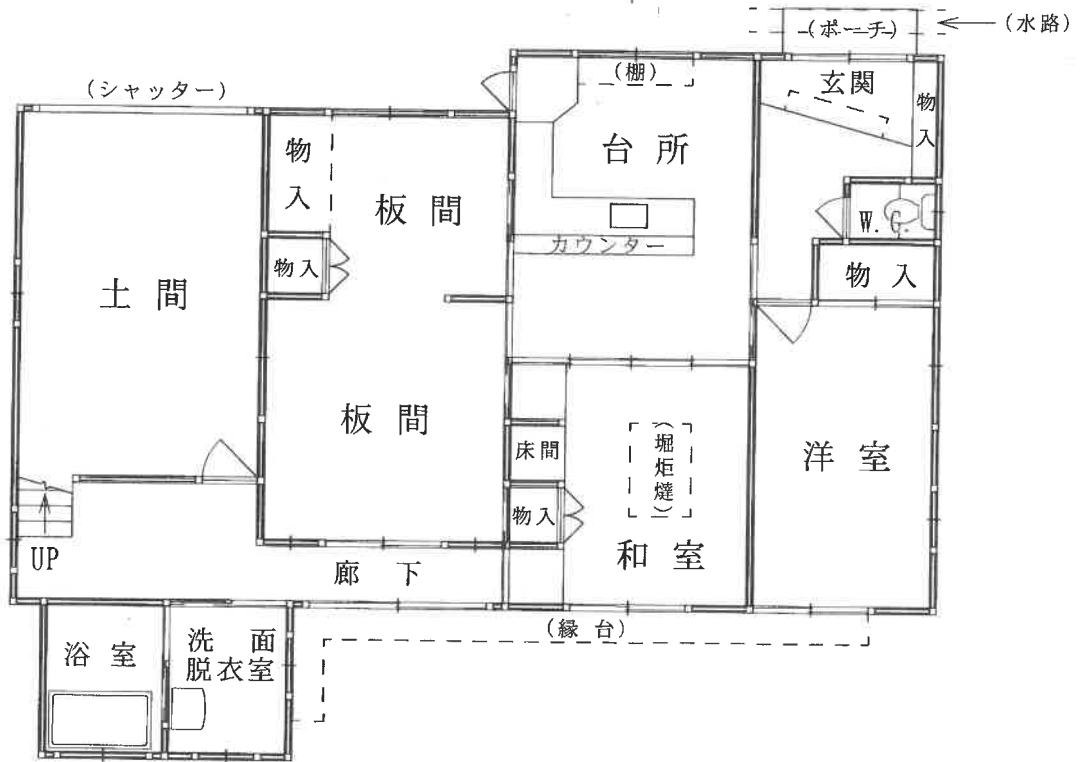 (水路)
(ポーチ)
(棚)
玄関
(シャッター)
物入
物入
台所
板間
W.C.
カウンター
物入
物入
土間
板間
床間
(堀炬燵)
洋室
物入
和室
UP
廊下
(縁台)
浴室
洗面
脱衣室